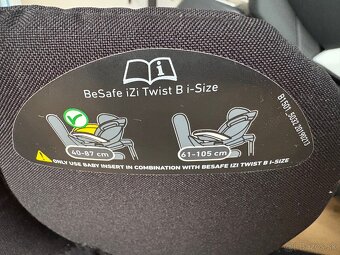 BeSafe iZi Twist B i-Size
40-87 cm
61-105 cm
ONLY USE BABY INSERT IN COMBINATION WITH BESAFE IZI TWIST B I-SIZE